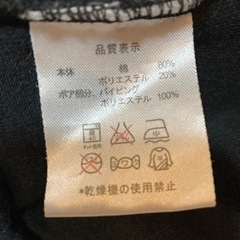 品質表示
本体 綿 80%
ポリエステル 20%
ボア部分、パイピング
ポリエステル 100%
ネット使用
*乾燥機の使用禁止